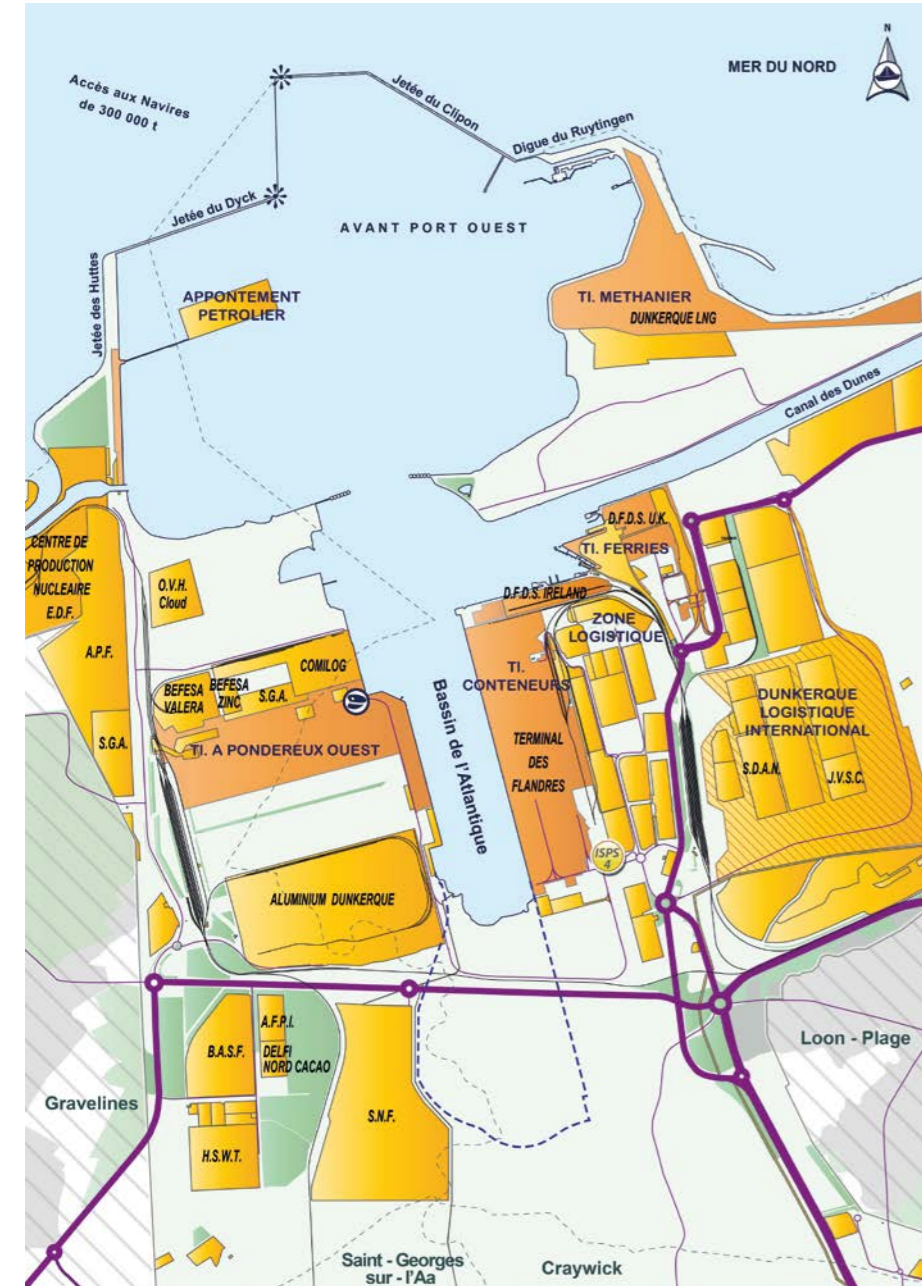 N
MER DU NORD
Accès aux Navires
de 300 000 t
Jetée du Clipon
Digue du Ruytingen
Jetée du Dyck
AVANT PORT OUEST
Jetée des Huttes
APPONTEMENT
PETROLIER
TI. METHANIER
DUNKERQUE LNG
Canal des Dunes
CENTRE DE
PRODUCTION
NUCLEAIRE
E.D.F.
O.V.H.
Cloud
D.F.D.S. U.K.
TI. FERRIES
D.F.D.S. IRELAND
ZONE
LOGISTIQUE
A.P.F.
BEFESA
VALERA
BEFESA
ZINC
S.G.A.
COMILOG
TI.
CONTENEURS
Bassin de l'Atlantique
DUNKERQUE
LOGISTIQUE
INTERNATIONAL
S.G.A.
TI. A PONDEREUX OUEST
TERMINAL
DES
FLANDRES
S.D.A.N.
J.V.S.C.
ISPS
4
ALUMINIUM DUNKERQUE
A.F.P.I.
B.A.S.F.
DELFI
NORD CACAO
Loon - Plage
Gravelines
S.N.F.
H.S.W.T.
Saint - Georges
sur - l'Aa
Craywick